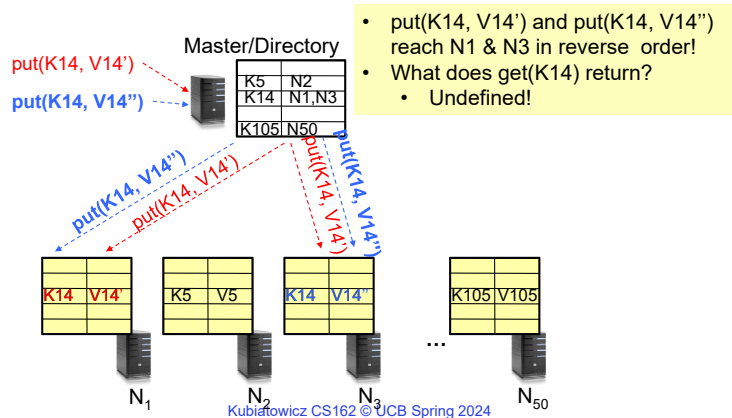 • put(K14, V14’) and put(K14, V14’’)
reach N1 & N3 in reverse order!
• What does get(K14) return?
• Undefined!
Master/Directory
put(K14, V14’)
put(K14, V14’’)
K5 N2
K14 N1,N3
K105 N50
put(K14, V14’’)
put(K14, V14’)
put(K14, V14’)
put(K14, V14’’)
K14 V14’
K5 V5
K14 V14’’
K105 V105
...
N1
N2
N3
N50
Kubiatowicz CS162 © UCB Spring 2024